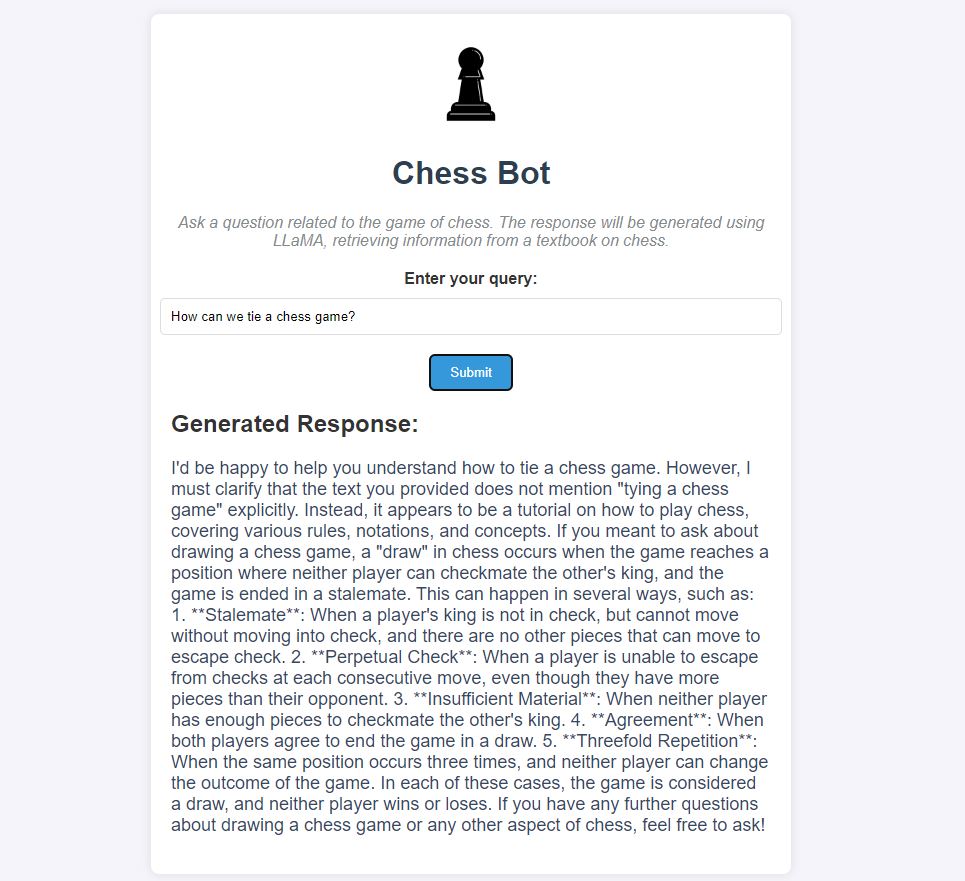 Chess Bot
Ask a question related to the game of chess. The response will be generated using
LLaMA, retrieving information from a textbook on chess.
Enter your query:
How can we tie a chess game?
Submit
Generated Response:
I'd be happy to help you understand how to tie a chess game. However, I
must clarify that the text you provided does not mention "tying a chess
game" explicitly. Instead, it appears to be a tutorial on how to play chess,
covering various rules, notations, and concepts. If you meant to ask about
drawing a chess game, a "draw" in chess occurs when the game reaches a
position where neither player can checkmate the other's king, and the
game is ended in a stalemate. This can happen in several ways, such as:
1. **Stalemate**: When a player's king is not in check, but cannot move
without moving into check, and there are no other pieces that can move to
escape check. 2. **Perpetual Check**: When a player is unable to escape
from checks at each consecutive move, even though they have more
pieces than their opponent. 3. **Insufficient Material**: When neither player
has enough pieces to checkmate the other's king. 4. **Agreement**: When
both players agree to end the game in a draw. 5. **Threefold Repetition**:
When the same position occurs three times, and neither player can change
the outcome of the game. In each of these cases, the game is considered
a draw, and neither player wins or loses. If you have any further questions
about drawing a chess game or any other aspect of chess, feel free to ask!